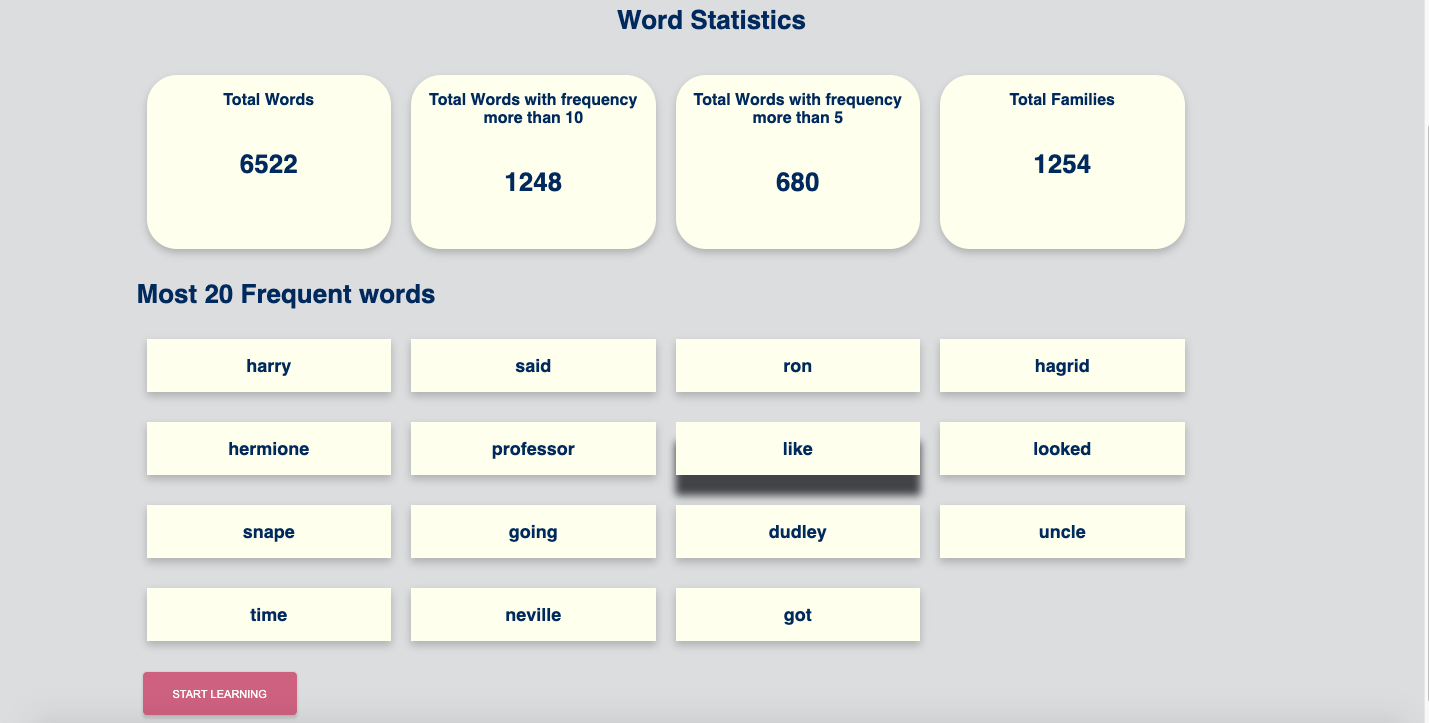 Word Statistics
Total Words
6522
Total Words with frequency
more than 10
1248
Total Words with frequency
more than 5
680
Total Families
1254
Most 20 Frequent words
harry
said
ron
hagrid
hermione
professor
like
looked
snape
going
dudley
uncle
time
neville
got
START LEARNING